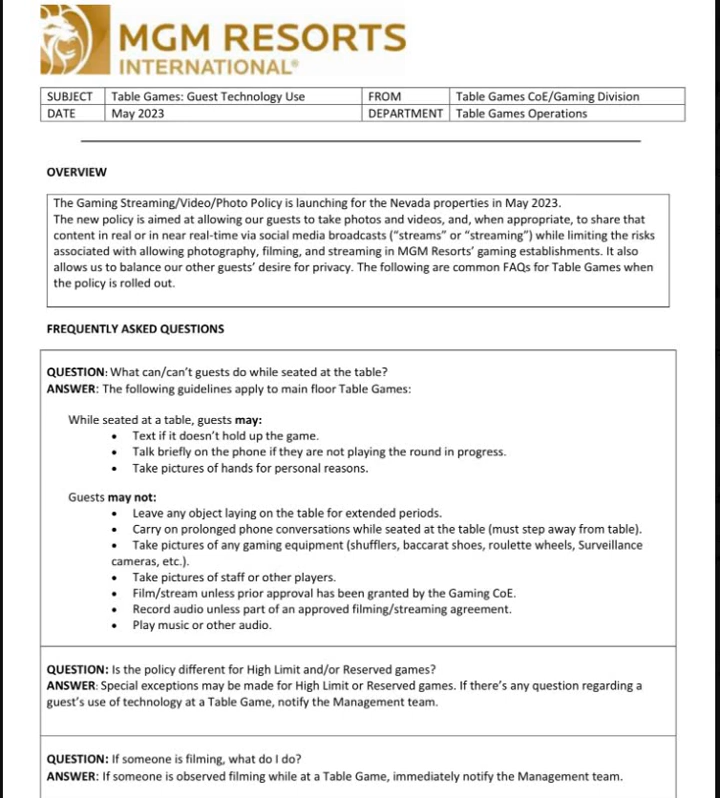 MGM RESORTS
INTERNATIONAL®
SUBJECT Table Games: Guest Technology Use FROM Table Games CoE/Gaming Division
DATE May 2023 DEPARTMENT Table Games Operations
OVERVIEW
The Gaming Streaming/Video/Photo Policy is launching for the Nevada properties in May 2023.
The new policy is aimed at allowing our guests to take photos and videos, and, when appropriate, to share that
content in real or in near real-time via social media broadcasts (“streams” or “streaming”) while limiting the risks
associated with allowing photography, filming, and streaming in MGM Resorts’ gaming establishments. It also
allows us to balance our other guests’ desire for privacy. The following are common FAQs for Table Games when
the policy is rolled out.
FREQUENTLY ASKED QUESTIONS
QUESTION: What can/can’t guests do while seated at the table?
ANSWER: The following guidelines apply to main floor Table Games:
While seated at a table, guests may:
• Text if it doesn’t hold up the game.
• Talk briefly on the phone if they are not playing the round in progress.
• Take pictures of hands for personal reasons.
Guests may not:
• Leave any object laying on the table for extended periods.
• Carry on prolonged phone conversations while seated at the table (must step away from table).
• Take pictures of any gaming equipment (shufflers, baccarat shoes, roulette wheels, Surveillance
cameras, etc.).
• Take pictures of staff or other players.
• Film/stream unless prior approval has been granted by the Gaming CoE.
• Record audio unless part of an approved filming/streaming agreement.
• Play music or other audio.
QUESTION: Is the policy different for High Limit and/or Reserved games?
ANSWER: Special exceptions may be made for High Limit or Reserved games. If there’s any question regarding a
guest’s use of technology at a Table Game, notify the Management team.
QUESTION: If someone is filming, what do I do?
ANSWER: If someone is observed filming while at a Table Game, immediately notify the Management team.